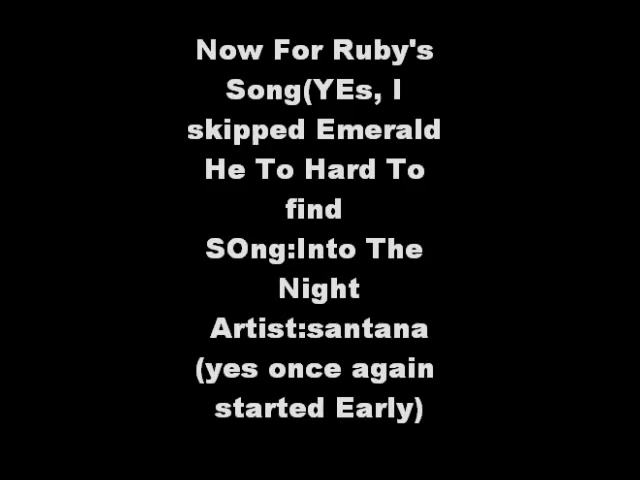 Now For Ruby's
Song(YEs, I
skipped Emerald
He To Hard To
find
SOng:Into The
Night
Artist:santana
(yes once again
started Early)